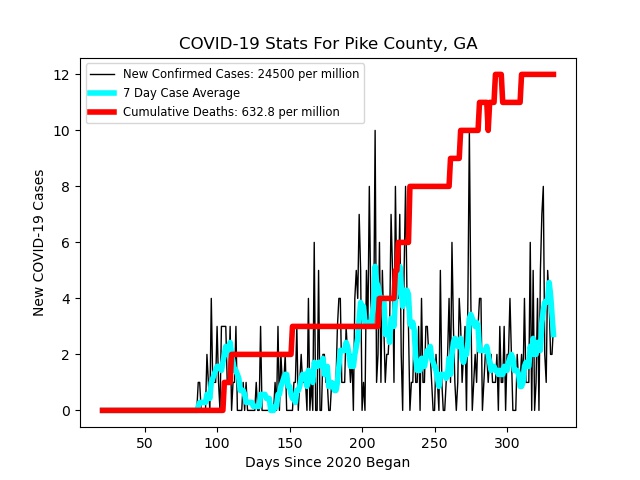 COVID-19 Stats For Pike County, GA
New Confirmed Cases: 24500 per million
7 Day Case Average
Cumulative Deaths: 632.8 per million
12
10
8
6
4
2
0
New COVID-19 Cases
50 100 150 200 250 300
Days Since 2020 Began